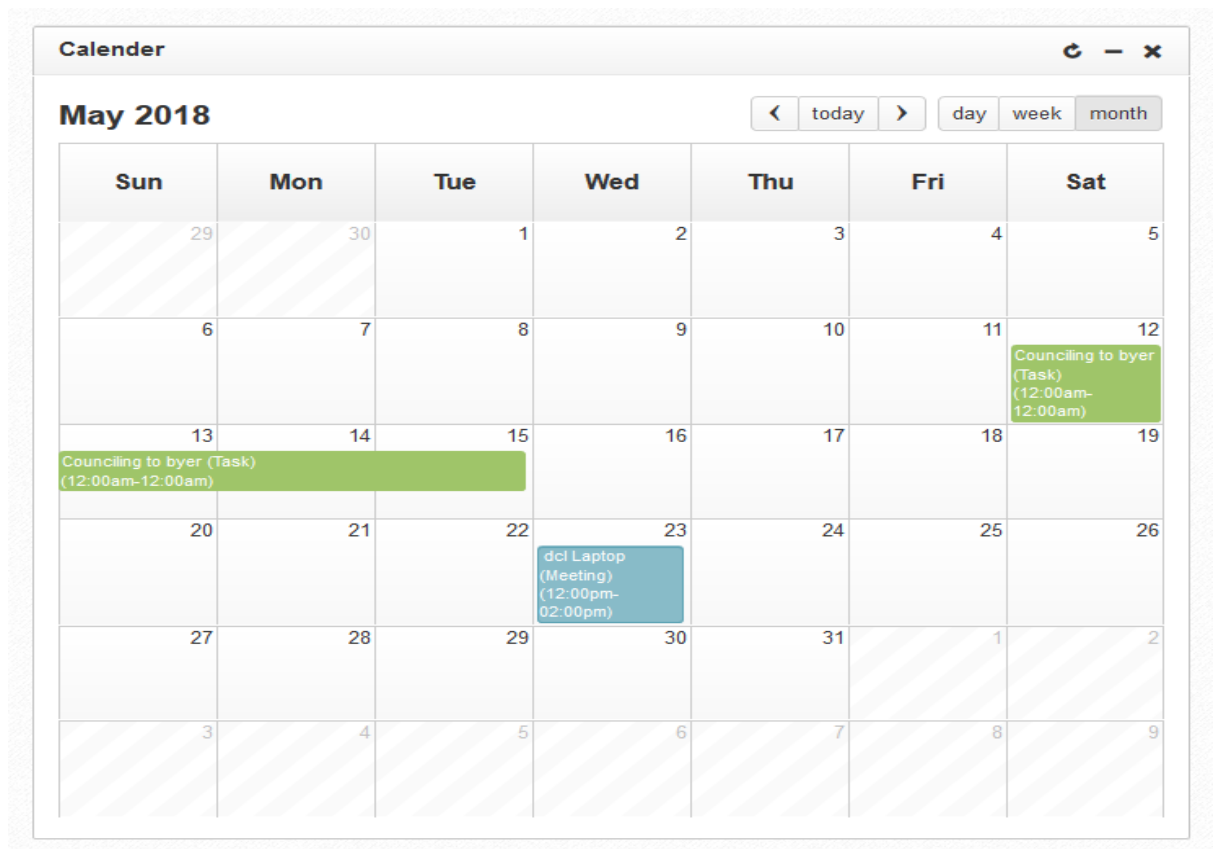 Calender
May 2018
today
day week month
Sun Mon Tue Wed Thu Fri Sat
29 30 1 2 3 4 5
6 7 8 9 10 11 12
Counciling to byer
(Task)
(12:00am-
12:00am)
13 14 15 16 17 18 19
Counciling to byer (Task)
(12:00am-12:00am)
20 21 22 23 24 25 26
dcl Laptop
(Meeting)
(12:00pm-
02:00pm)
27 28 29 30 31 1 2
3 4 5 6 7 8 9